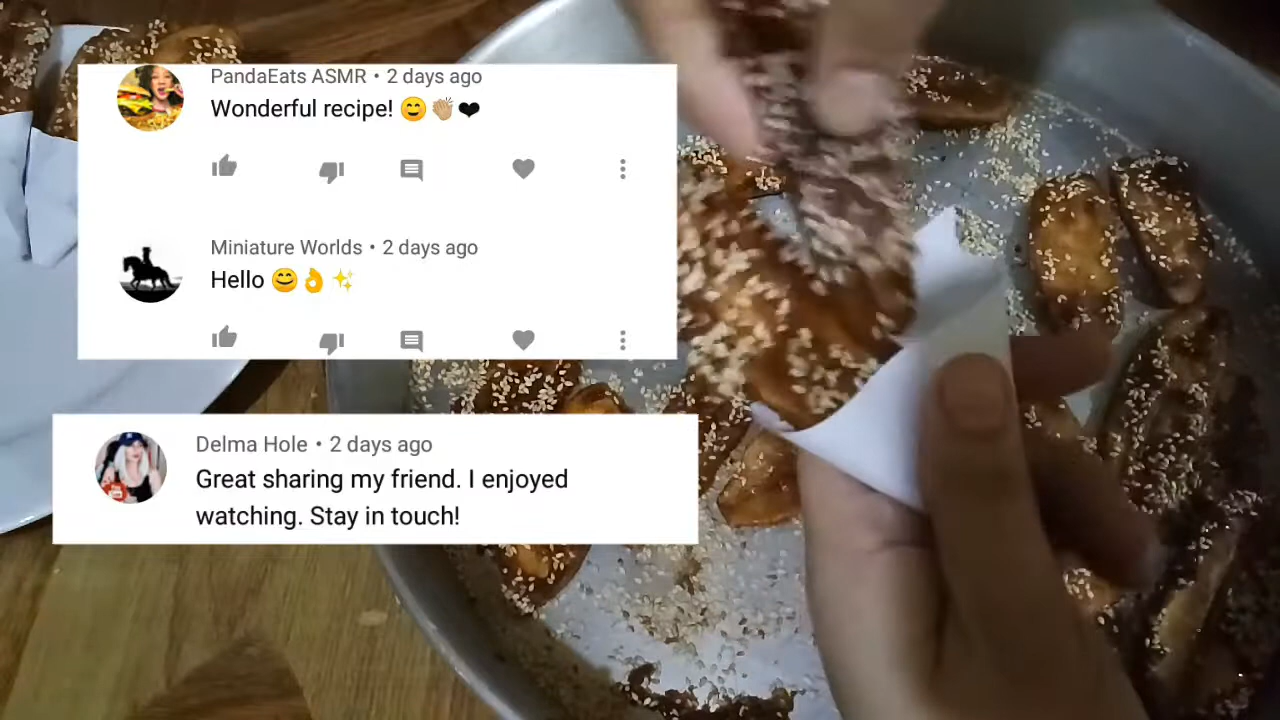 PandaEats ASMR • 2 days ago
Wonderful recipe! 😊👏🏼❤
Miniature Worlds • 2 days ago
Hello 😊👌✨
Delma Hole • 2 days ago
Great sharing my friend. I enjoyed
watching. Stay in touch!